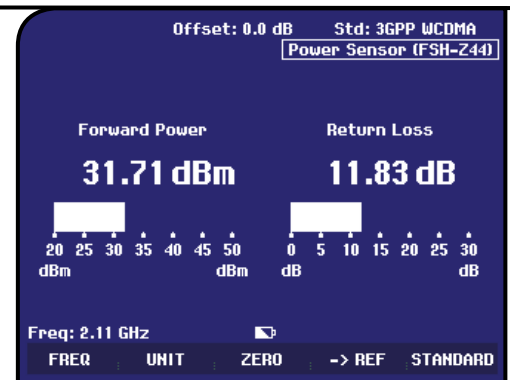 Offset: 0.0 dB Std: 3GPP WCDMA
Power Sensor (FSH-Z44)
Forward Power Return Loss
31.71 dBm 11.83 dB
20 25 30 35 40 45 50 0 5 10 15 20 25 30
dBm dBm dB dB
Freq: 2.11 GHz
FREQ UNIT ZERO -> REF STANDARD